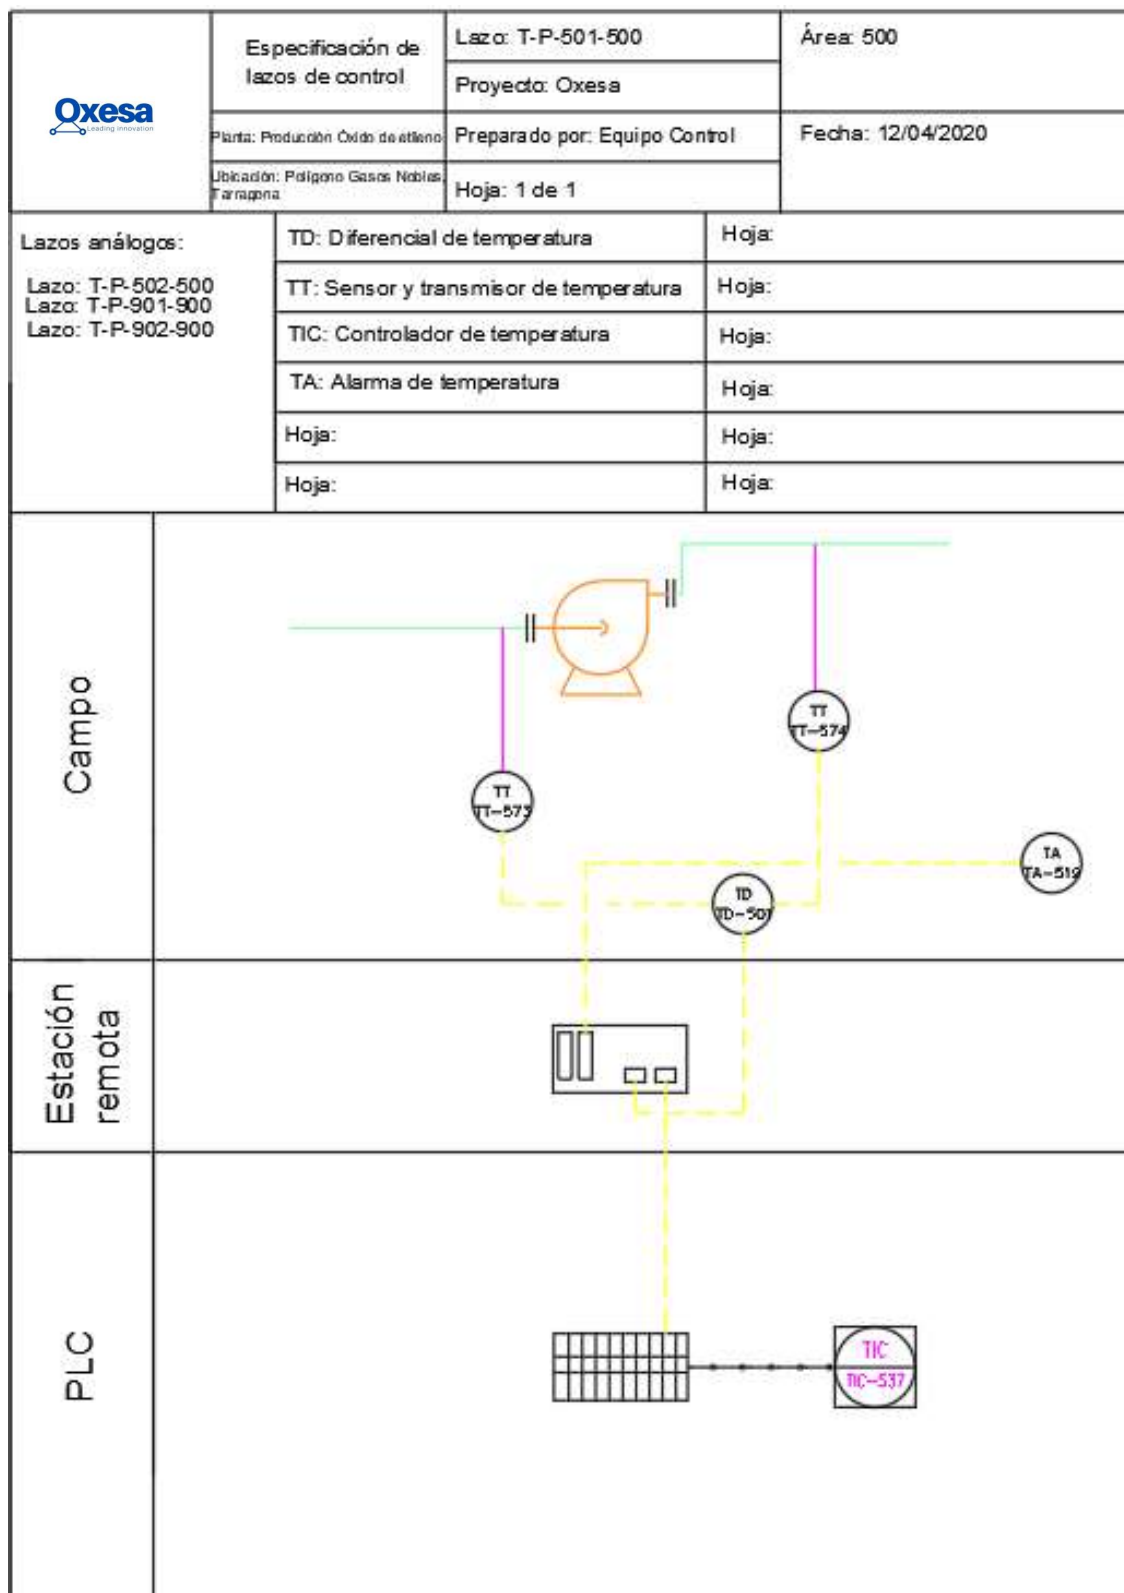 Oxesa
Leading innovation
Especificación de
lazos de control
Lazo: T-P-501-500
Área: 500
Proyecto: Oxesa
Planta: Producción Óxido de etileno
Preparado por: Equipo Control
Fecha: 12/04/2020
Ubicación: Polígono Gases Nobles,
Tarragona
Hoja: 1 de 1
Lazos análogos:
Lazo: T-P-502-500
Lazo: T-P-901-900
Lazo: T-P-902-900
TD: Diferencial de temperatura
Hoja:
TT: Sensor y transmisor de temperatura
Hoja:
TIC: Controlador de temperatura
Hoja:
TA: Alarma de temperatura
Hoja:
Hoja:
Hoja:
Hoja:
Hoja:
Campo
TT
TT-574
TT
TT-573
TA
TA-519
TD
TD-501
Estación
remota
PLC
TIC
TIC-537